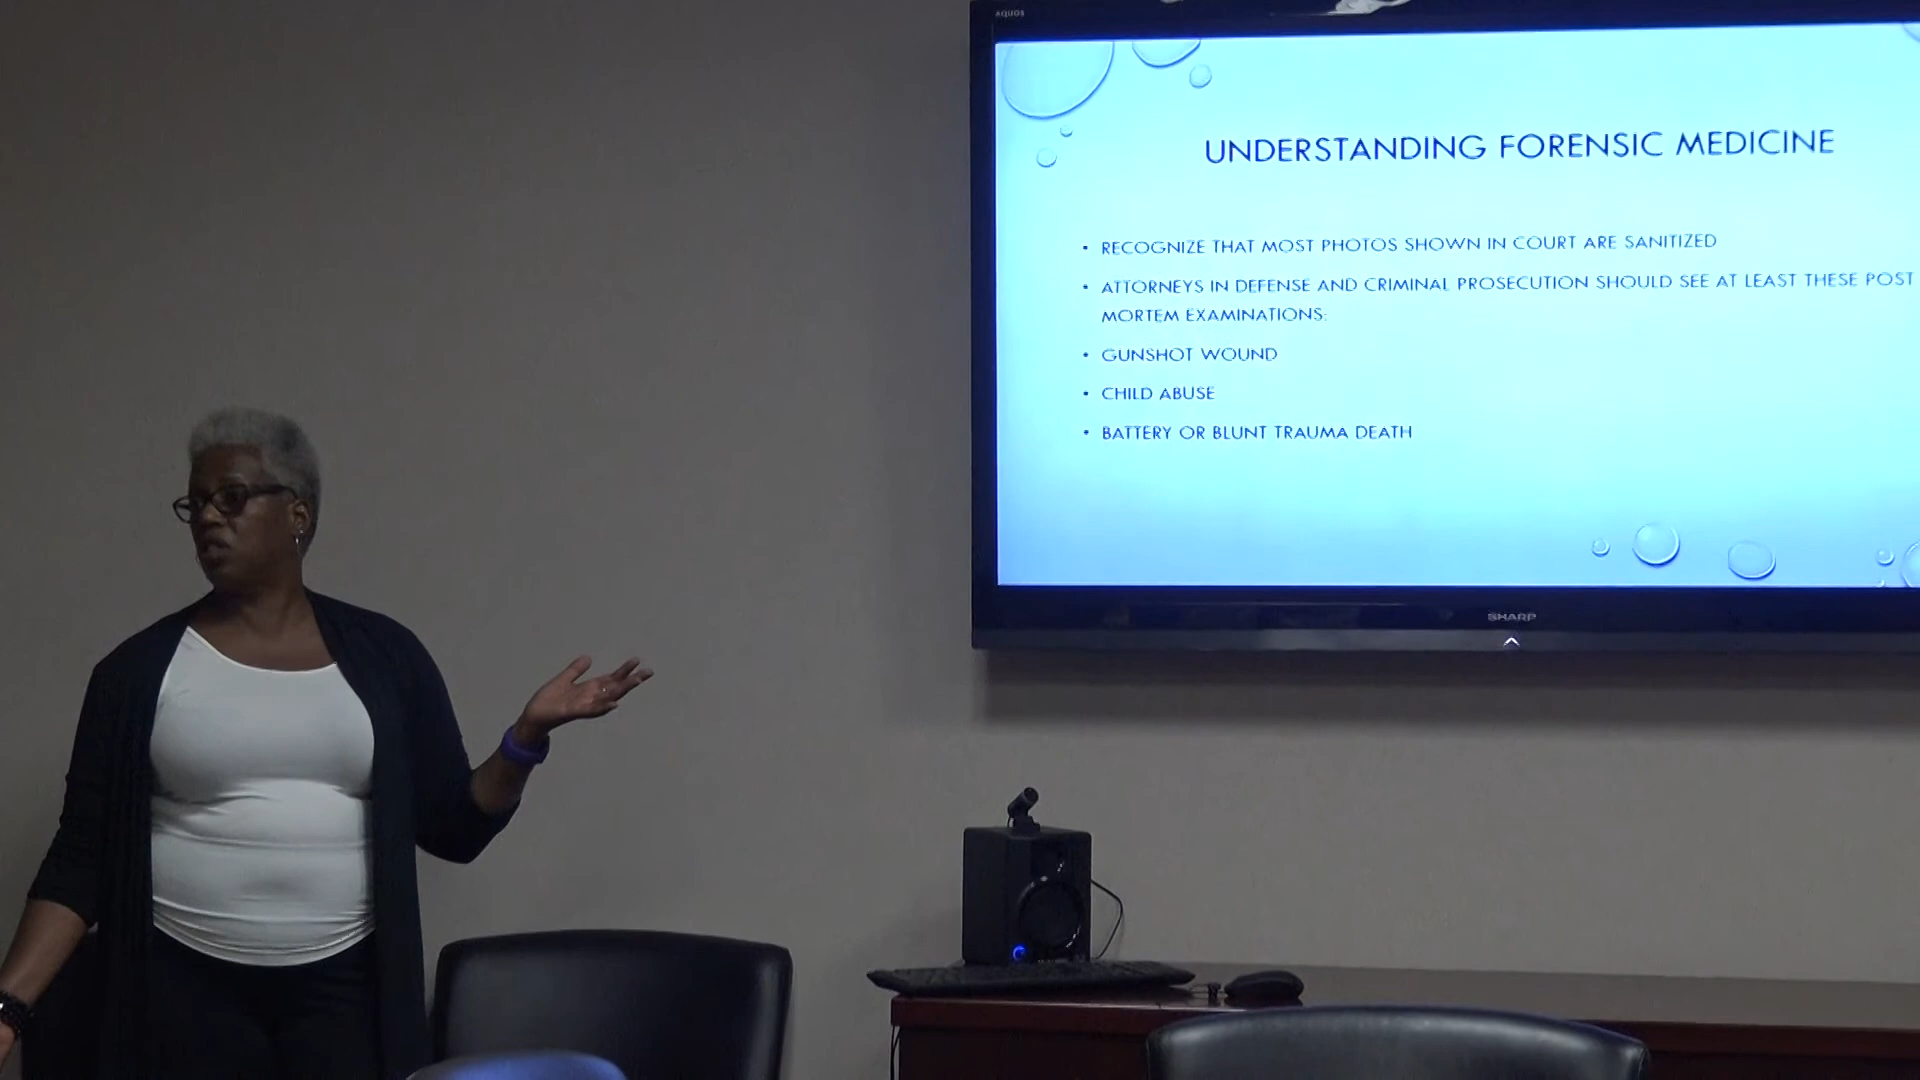 AQUOS
UNDERSTANDING FORENSIC MEDICINE
• RECOGNIZE THAT MOST PHOTOS SHOWN IN COURT ARE SANITIZED
• ATTORNEYS IN DEFENSE AND CRIMINAL PROSECUTION SHOULD SEE AT LEAST THESE POST
MORTEM EXAMINATIONS:
• GUNSHOT WOUND
• CHILD ABUSE
• BATTERY OR BLUNT TRAUMA DEATH
SHARP